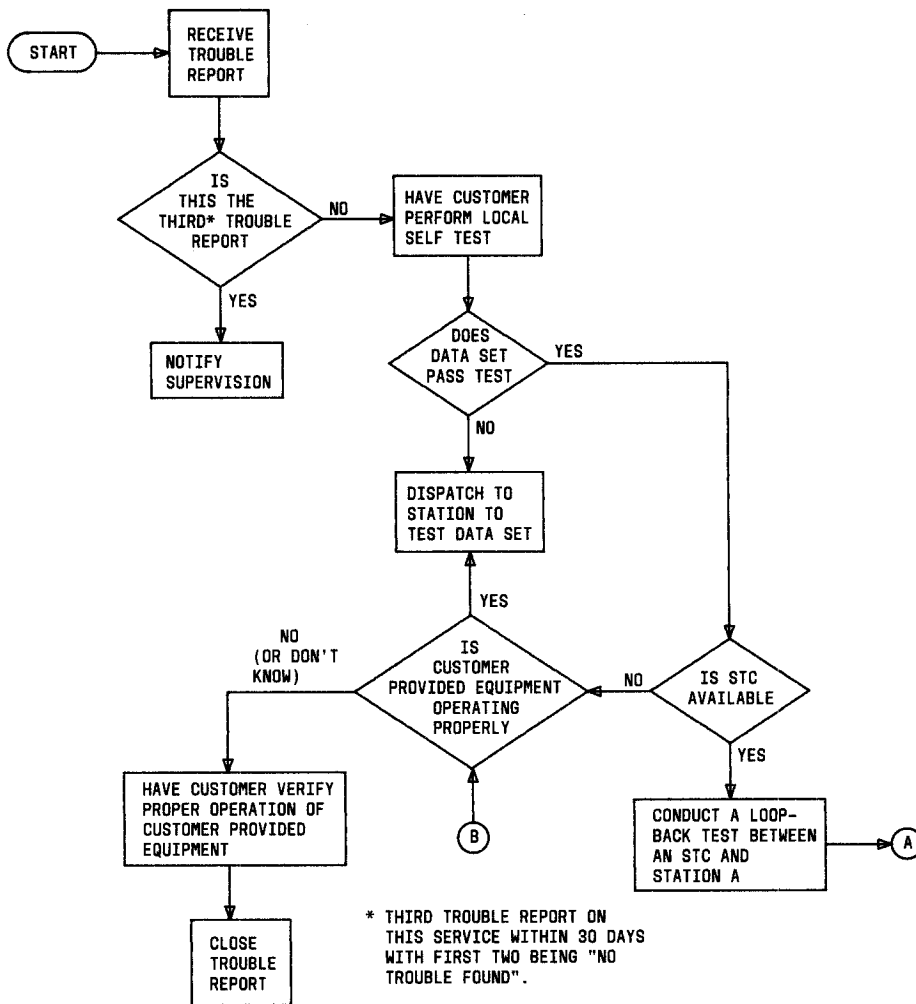 START
RECEIVE
TROUBLE
REPORT
IS
THIS THE
THIRD* TROUBLE
REPORT
NO
HAVE CUSTOMER
PERFORM LOCAL
SELF TEST
YES
NOTIFY
SUPERVISION
DOES
DATA SET
PASS TEST
YES
NO
DISPATCH TO
STATION TO
TEST DATA SET
YES
NO
(OR DON'T
KNOW)
IS
CUSTOMER
PROVIDED EQUIPMENT
OPERATING
PROPERLY
NO
IS STC
AVAILABLE
YES
HAVE CUSTOMER VERIFY
PROPER OPERATION OF
CUSTOMER PROVIDED
EQUIPMENT
B
CONDUCT A LOOP-
BACK TEST BETWEEN
AN STC AND
STATION A
A
CLOSE
TROUBLE
REPORT
* THIRD TROUBLE REPORT ON
THIS SERVICE WITHIN 30 DAYS
WITH FIRST TWO BEING "NO
TROUBLE FOUND".